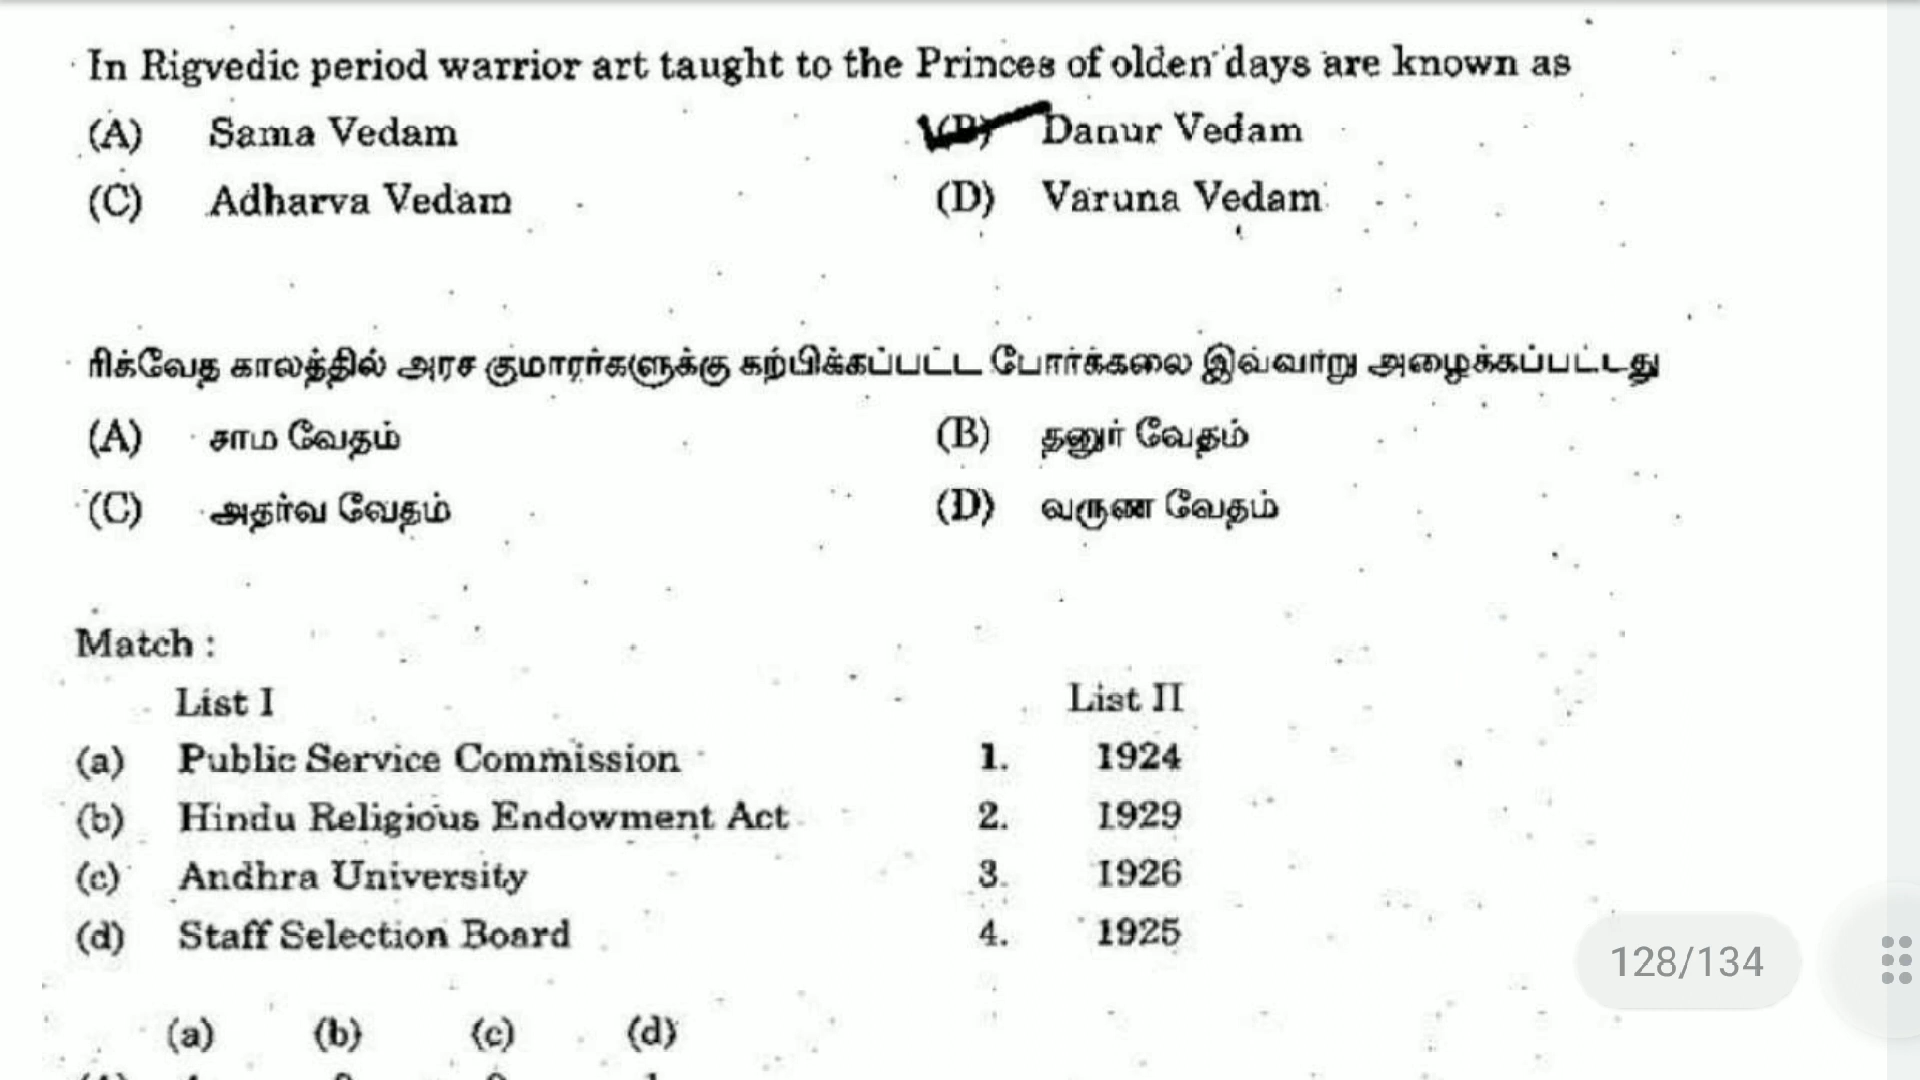 In Rigvedic period warrior art taught to the Princes of olden days are known as
(A) Sama Vedam (B) Danur Vedam
(C) Adharva Vedam (D) Varuna Vedam
ரிக்வேத காலத்தில் அரச குமாரர்களுக்கு கற்பிக்கப்பட்ட போர்க்கலை இவ்வாறு அழைக்கப்பட்டது
(A) சாம வேதம் (B) தனுர் வேதம்
(C) அதர்வ வேதம் (D) வருண வேதம்
Match :
List I List II
(a) Public Service Commission 1. 1924
(b) Hindu Religious Endowment Act 2. 1929
(c) Andhra University 3. 1926
(d) Staff Selection Board 4. 1925
128/134
(a) (b) (c) (d)